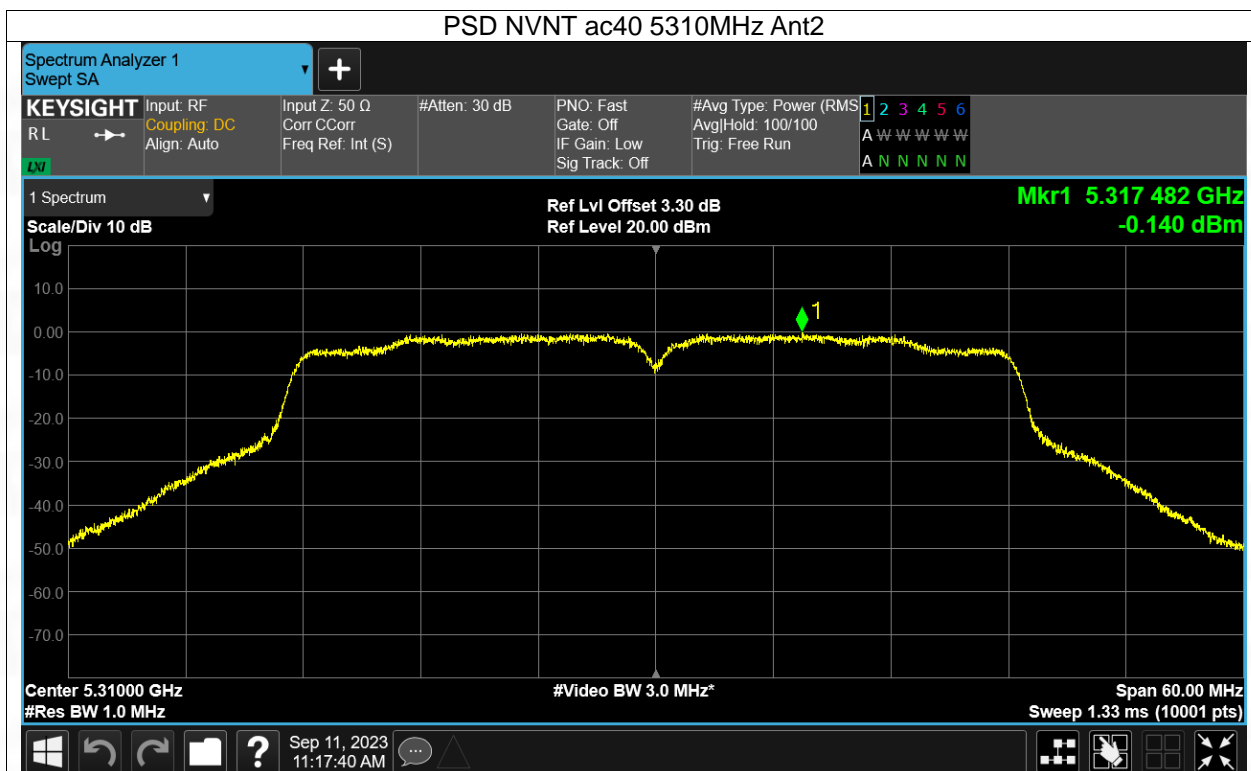 PSD NVNT ac40 5310MHz Ant2
Spectrum Analyzer 1
Swept SA
KEYSIGHT
R L
LXI
Input: RF
Coupling: DC
Align: Auto
Input Z: 50 Ω
Corr CCorr
Freq Ref: Int (S)
#Atten: 30 dB
PNO: Fast
Gate: Off
IF Gain: Low
Sig Track: Off
#Avg Type: Power (RMS
Avg|Hold: 100/100
Trig: Free Run
1 2 3 4 5 6
A W W W W W
A N N N N N
1 Spectrum
Scale/Div 10 dB
Log
Ref Lvl Offset 3.30 dB
Ref Level 20.00 dBm
Mkr1 5.317 482 GHz
-0.140 dBm
10.0
0.00
-10.0
-20.0
-30.0
-40.0
-50.0
-60.0
-70.0
1
Center 5.31000 GHz
#Res BW 1.0 MHz
#Video BW 3.0 MHz*
Span 60.00 MHz
Sweep 1.33 ms (10001 pts)
?
Sep 11, 2023
11:17:40 AM